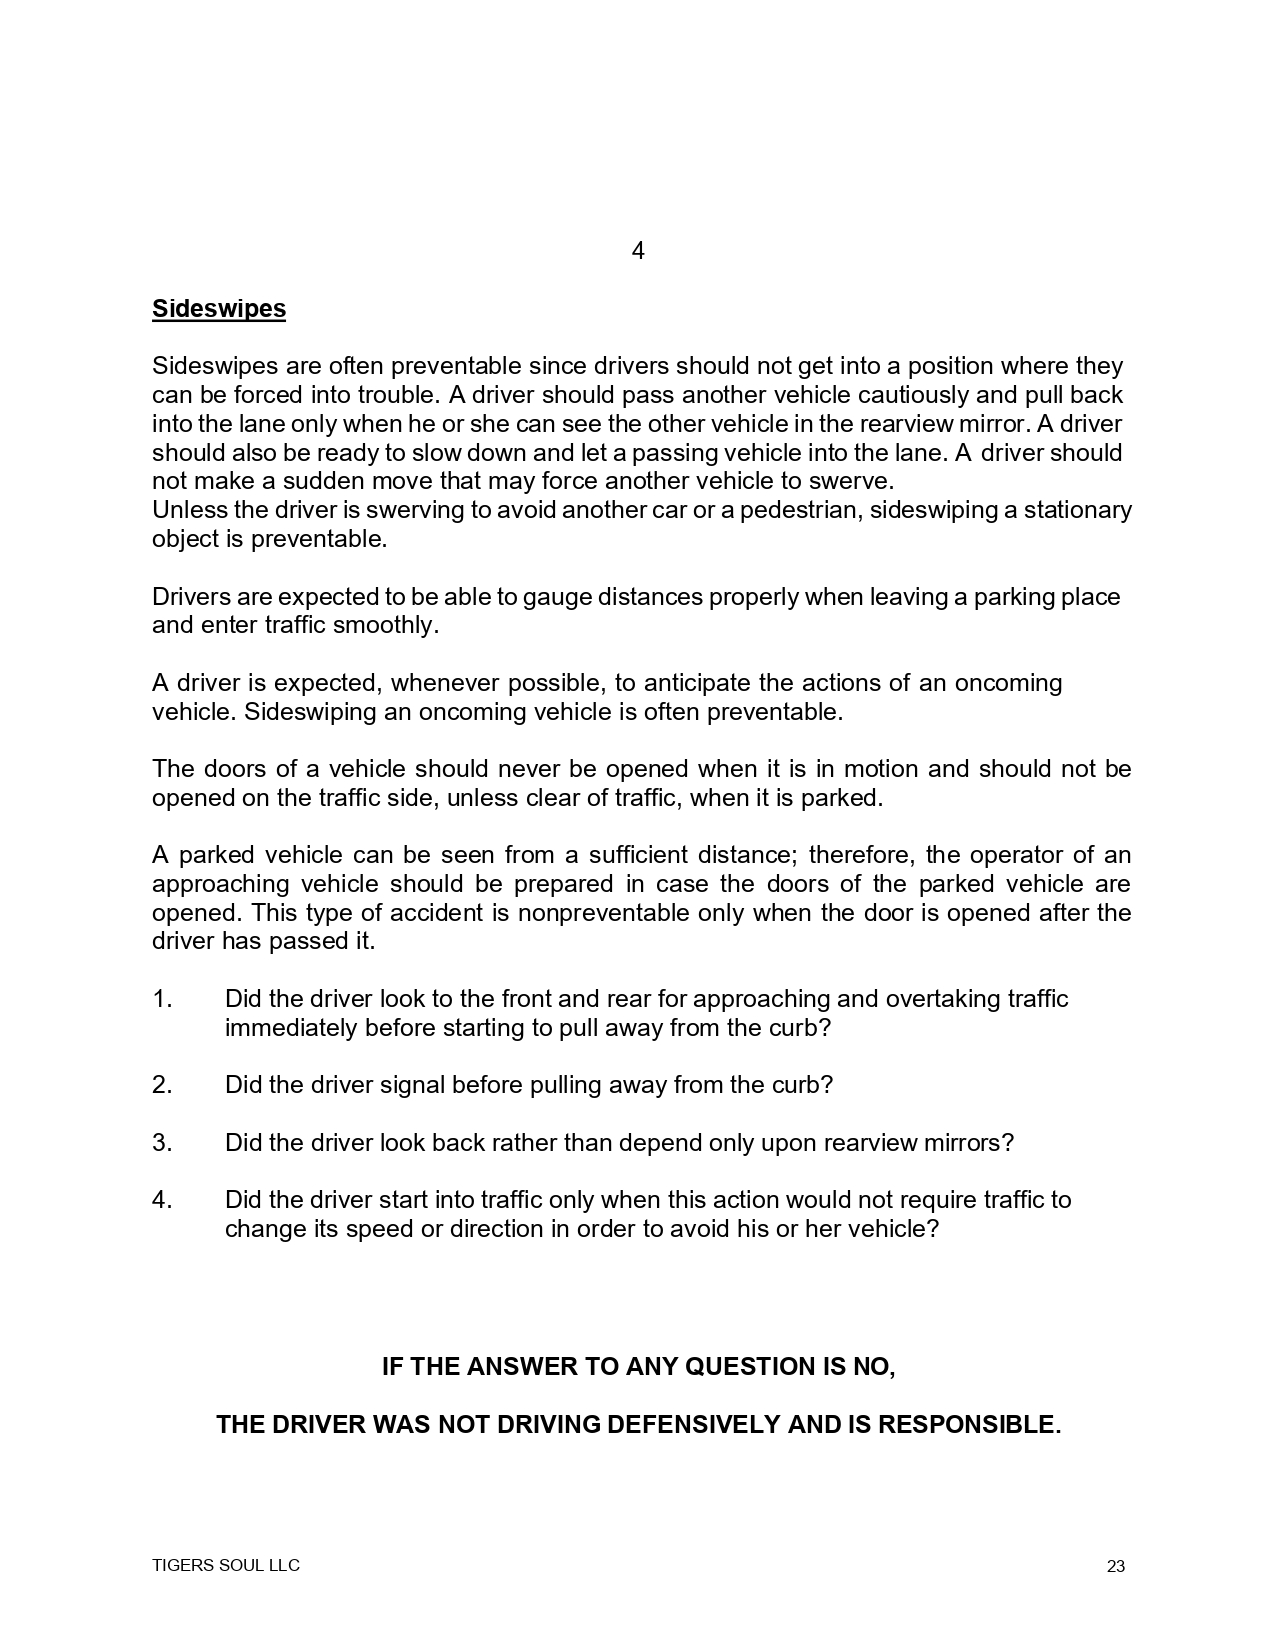 4
Sideswipes
Sideswipes are often preventable since drivers should not get into a position where they
can be forced into trouble. A driver should pass another vehicle cautiously and pull back
into the lane only when he or she can see the other vehicle in the rearview mirror. A driver
should also be ready to slow down and let a passing vehicle into the lane. A driver should
not make a sudden move that may force another vehicle to swerve.
Unless the driver is swerving to avoid another car or a pedestrian, sideswiping a stationary
object is preventable.
Drivers are expected to be able to gauge distances properly when leaving a parking place
and enter traffic smoothly.
A driver is expected, whenever possible, to anticipate the actions of an oncoming
vehicle. Sideswiping an oncoming vehicle is often preventable.
The doors of a vehicle should never be opened when it is in motion and should not be
opened on the traffic side, unless clear of traffic, when it is parked.
A parked vehicle can be seen from a sufficient distance; therefore, the operator of an
approaching vehicle should be prepared in case the doors of the parked vehicle are
opened. This type of accident is nonpreventable only when the door is opened after the
driver has passed it.
1. Did the driver look to the front and rear for approaching and overtaking traffic
immediately before starting to pull away from the curb?
2. Did the driver signal before pulling away from the curb?
3. Did the driver look back rather than depend only upon rearview mirrors?
4. Did the driver start into traffic only when this action would not require traffic to
change its speed or direction in order to avoid his or her vehicle?
IF THE ANSWER TO ANY QUESTION IS NO,
THE DRIVER WAS NOT DRIVING DEFENSIVELY AND IS RESPONSIBLE.
TIGERS SOUL LLC 23